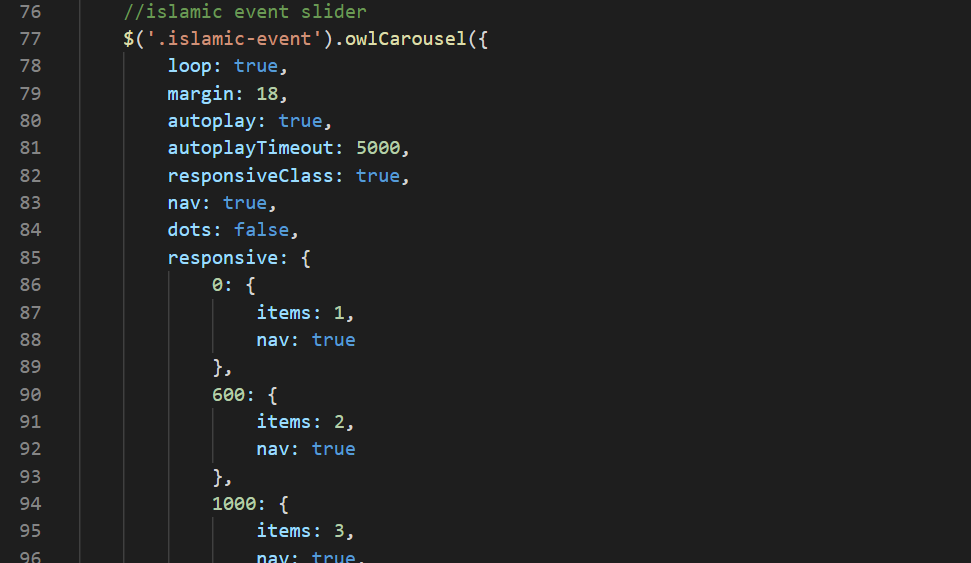 76 //islamic event slider
77 $('.islamic-event').owlCarousel({
78 loop: true,
79 margin: 18,
80 autoplay: true,
81 autoplayTimeout: 5000,
82 responsiveClass: true,
83 nav: true,
84 dots: false,
85 responsive: {
86 0: {
87 items: 1,
88 nav: true
89 },
90 600: {
91 items: 2,
92 nav: true
93 },
94 1000: {
95 items: 3,
96 nav: true,